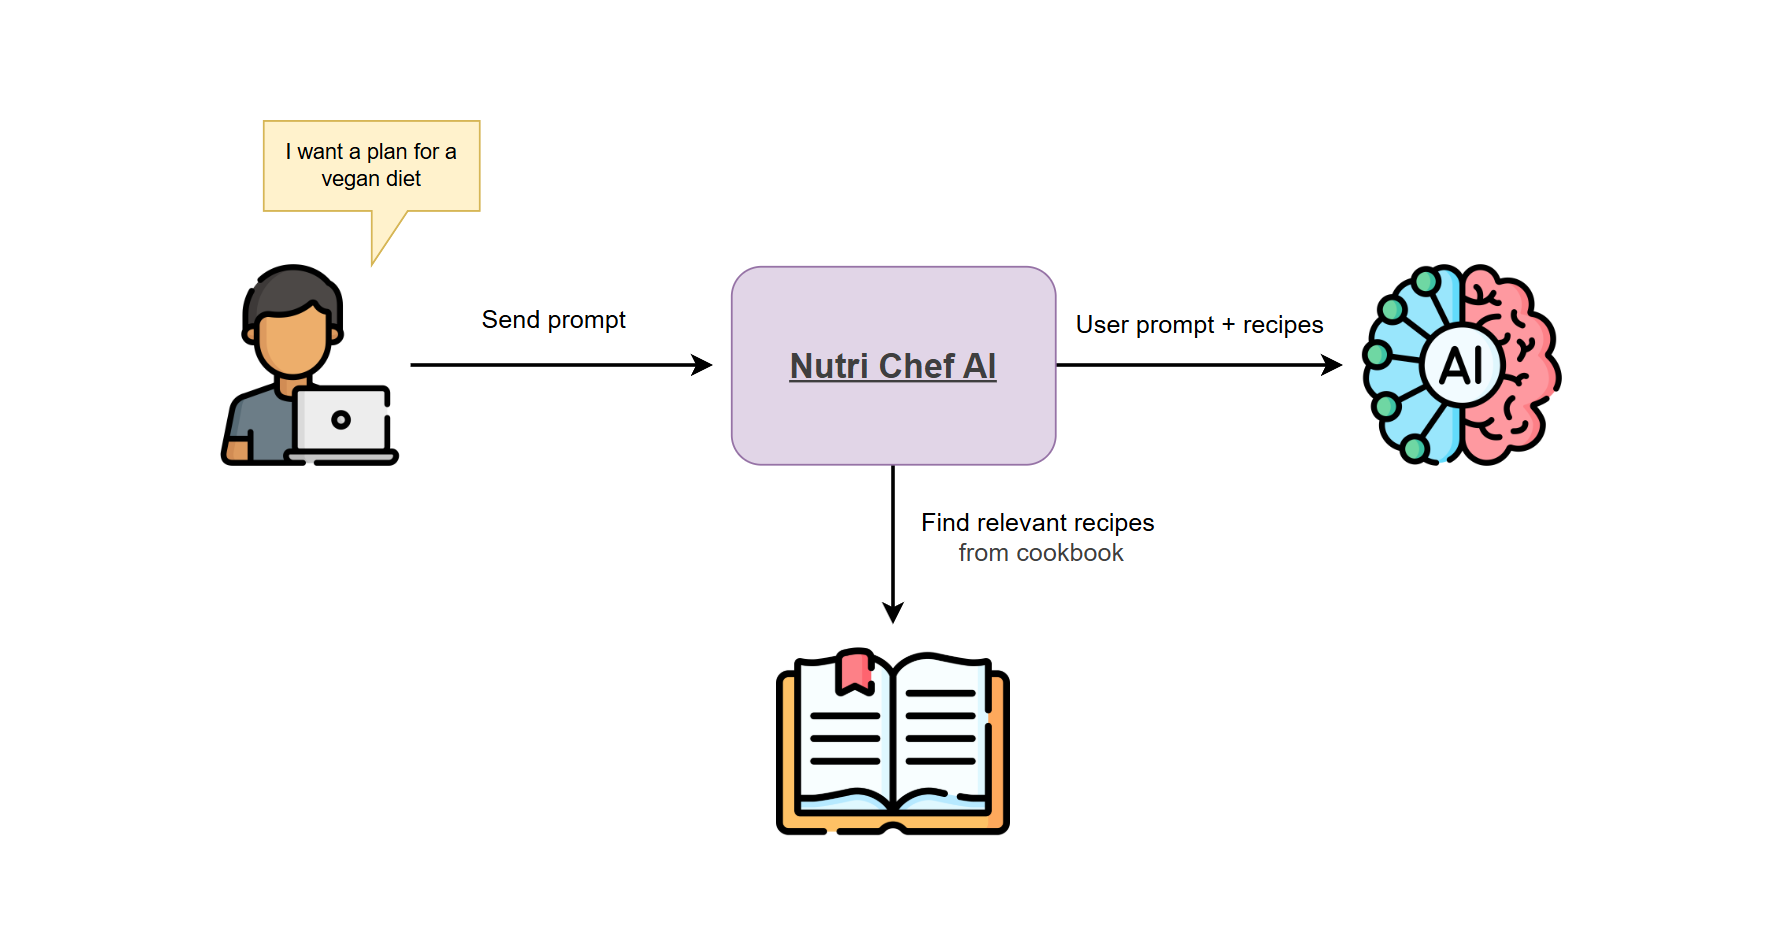 I want a plan for a
vegan diet
Send prompt
Nutri Chef AI
User prompt + recipes
AI
Find relevant recipes
from cookbook